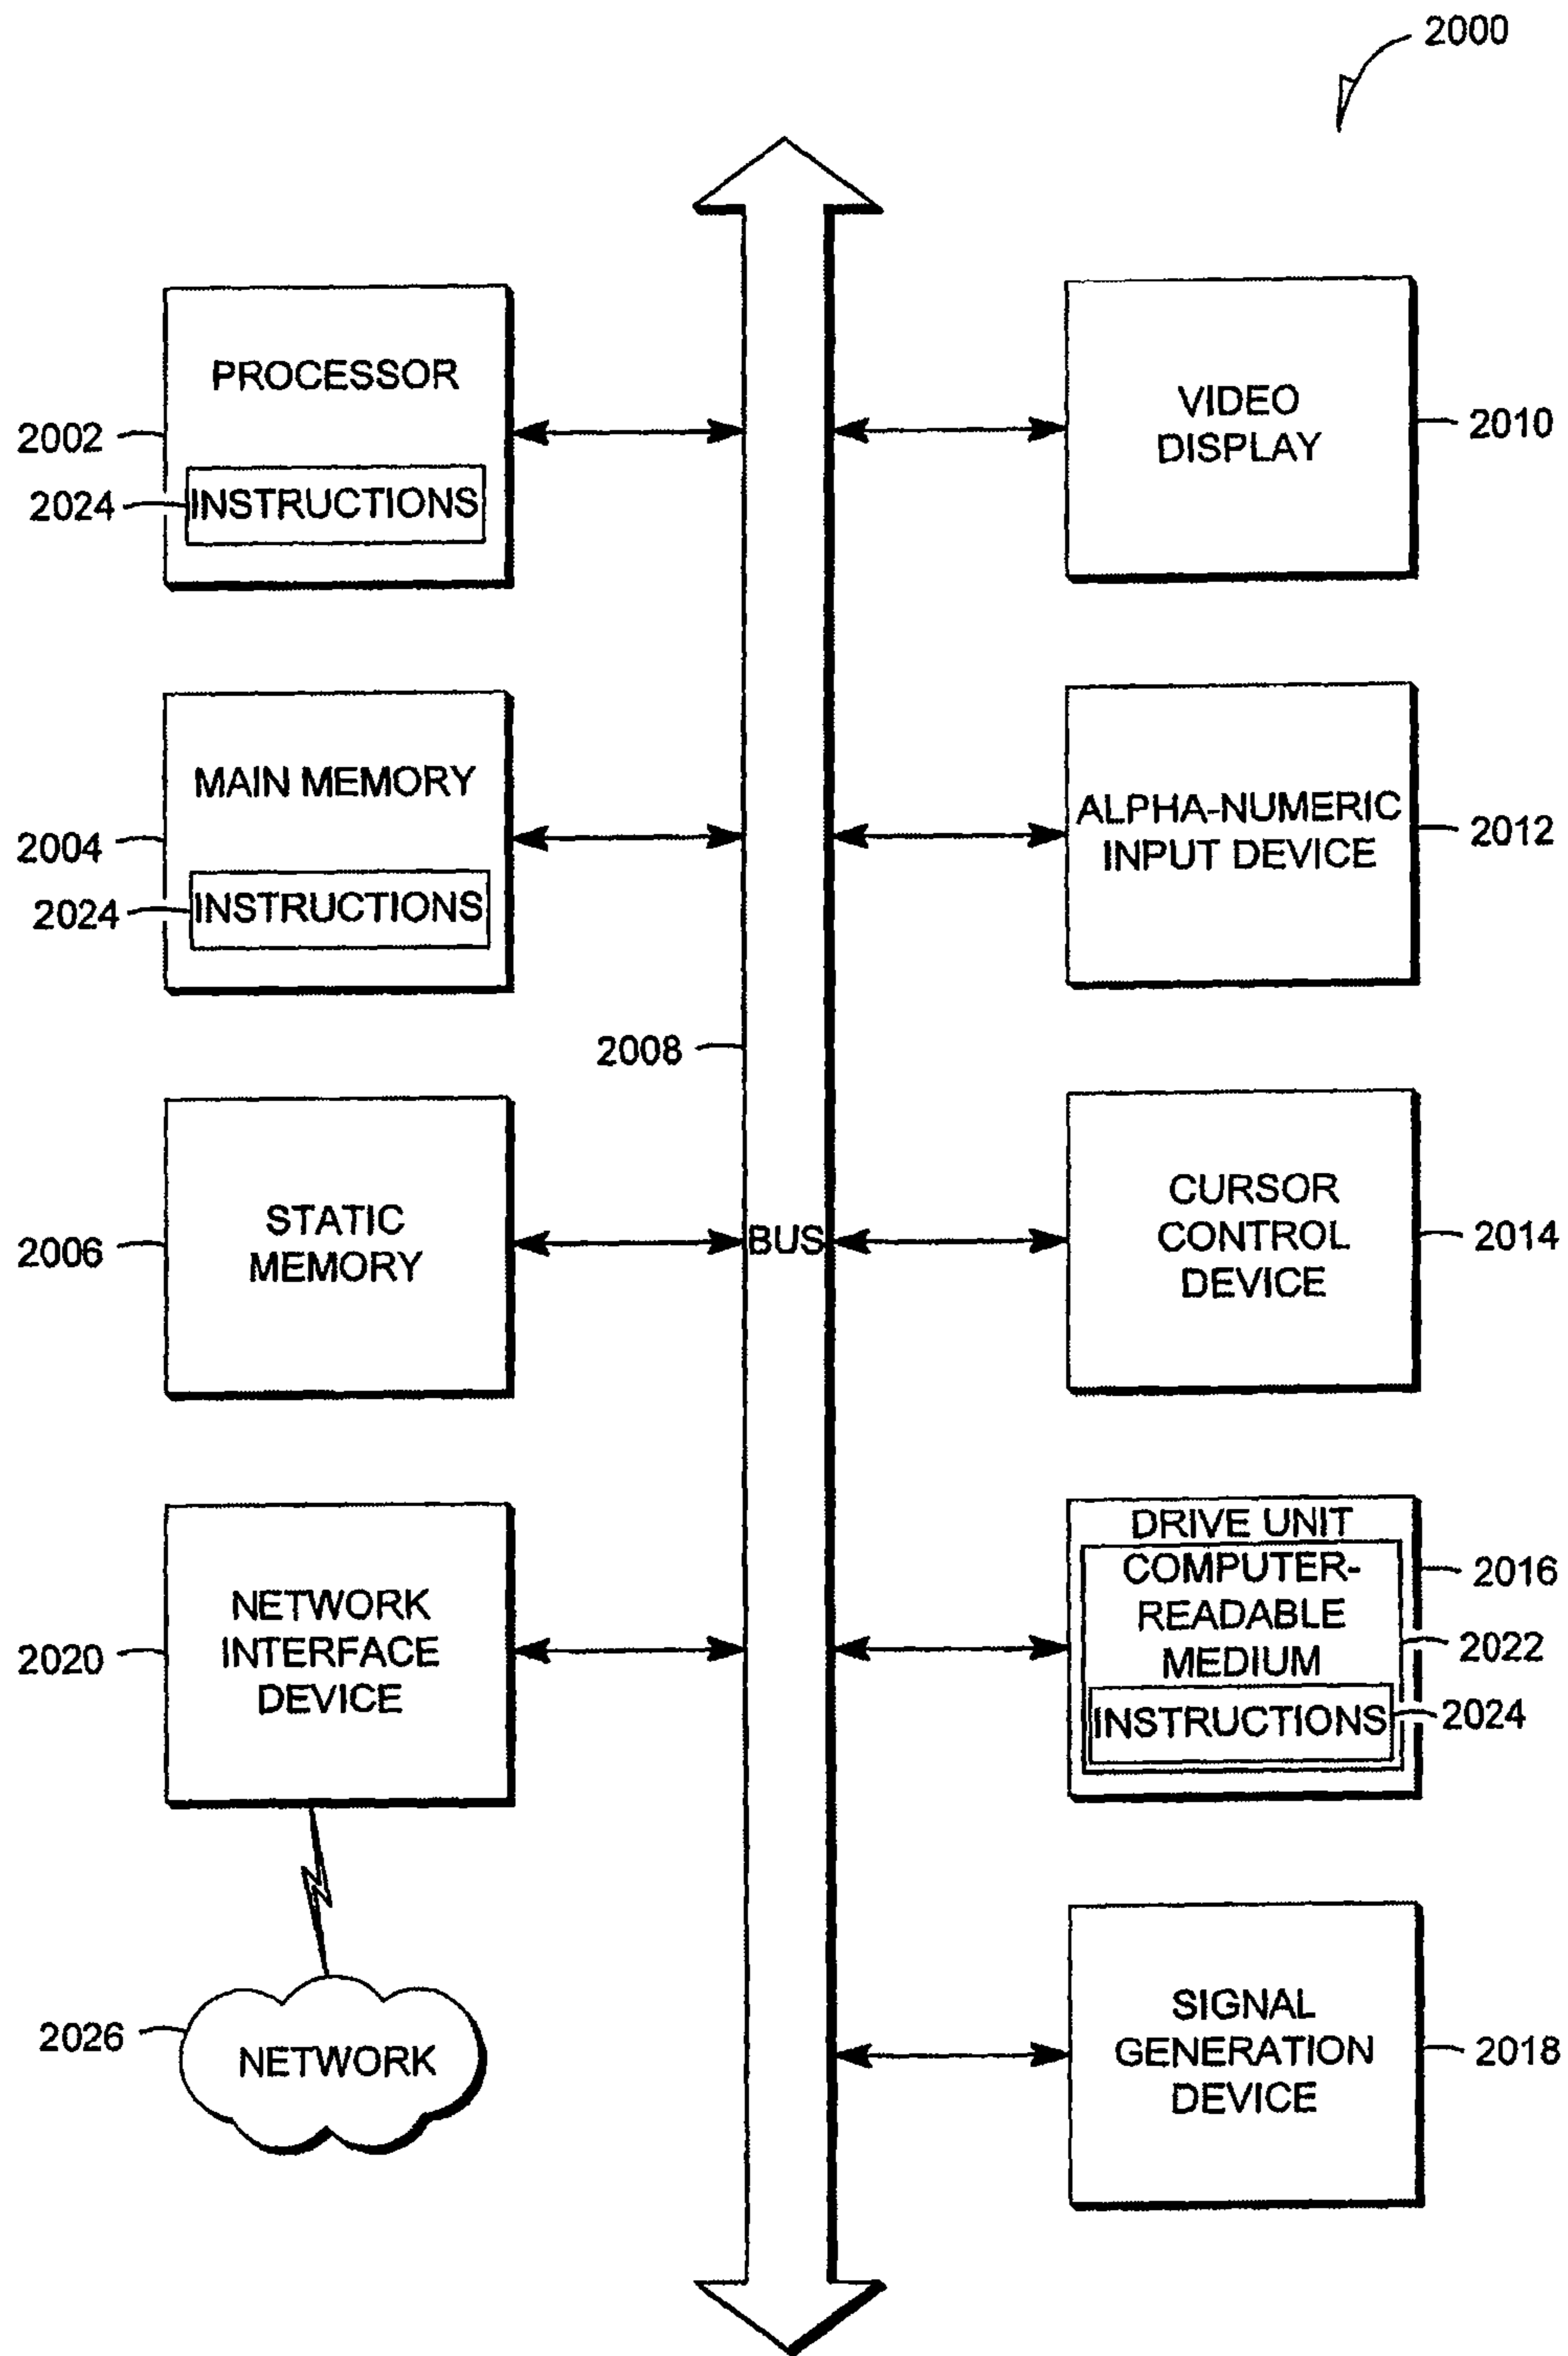 2000
PROCESSOR
2002
2024
INSTRUCTIONS
MAIN MEMORY
2004
2024
INSTRUCTIONS
2008
STATIC
MEMORY
2006
BUS
NETWORK
INTERFACE
DEVICE
2020
2026
NETWORK
VIDEO
DISPLAY
2010
ALPHA-NUMERIC
INPUT DEVICE
2012
CURSOR
CONTROL
DEVICE
2014
DRIVE UNIT
COMPUTER-
READABLE
MEDIUM
2016
2022
INSTRUCTIONS
2024
SIGNAL
GENERATION
DEVICE
2018